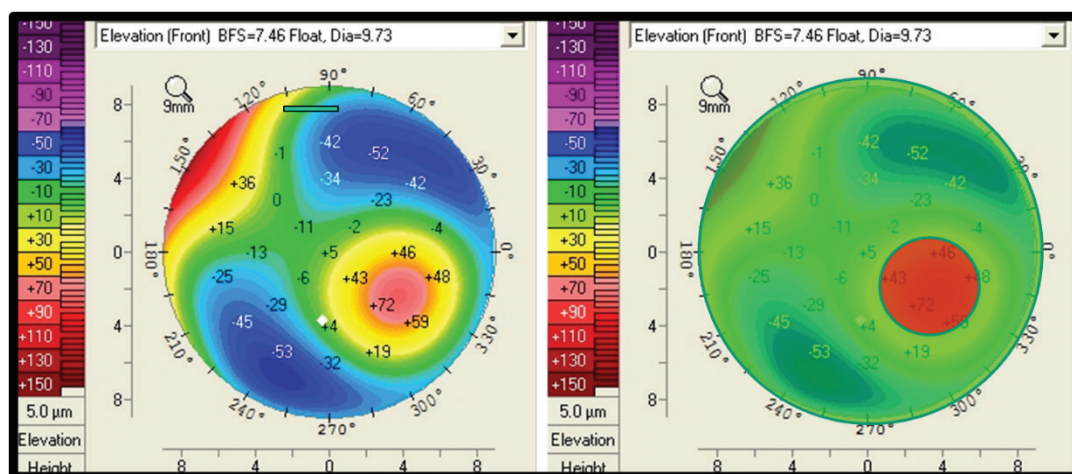 -150
-130
-110
-90
-70
-50
-30
-10
+10
+30
+50
+70
+90
+110
+130
+150
5.0 µm
Elevation
Height
Elevation (Front) BFS=7.46 Float, Dia=9.73
9mm
90°
120° 60°
150° 30°
180° 0°
210° 330°
240° 300°
270°
8
4
0
4
8
-1 -42 -52
+36 -34 -42
0 -23
+15 -11 -2 -4
-13 +5 +46
-25 -6 +43 +48
-29 +72
-45 +4 +59
-53 -32 +19
8 4 0 4 8
-150
-130
-110
-90
-70
-50
-30
-10
+10
+30
+50
+70
+90
+110
+130
+150
5.0 µm
Elevation
Height
Elevation (Front) BFS=7.46 Float, Dia=9.73
9mm
90°
120° 60°
150° 30°
180° 0°
210° 330°
240° 300°
270°
8
4
0
4
8
-1 -42 -52
+36 -34 -42
0 -23
+15 -11 -2 -4
-13 +5 +46
-25 -6 +43 +48
-29 +72
-45 +4 +59
-53 -32 +19
8 4 0 4 8